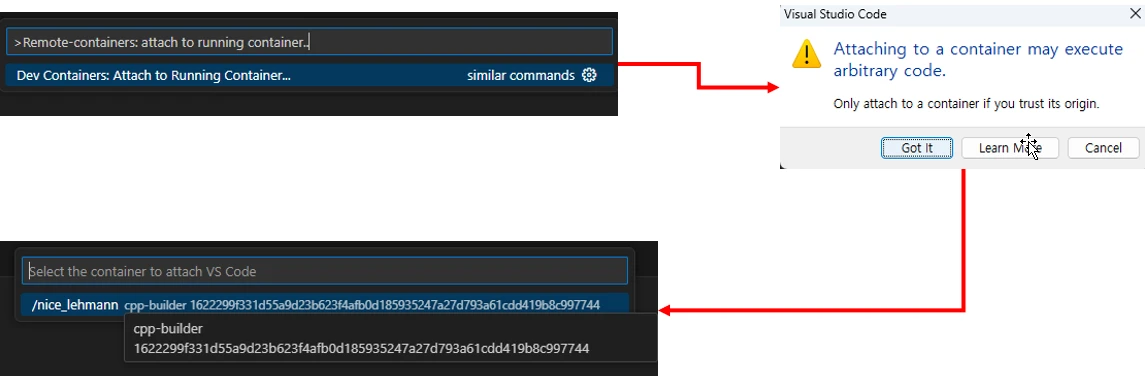 >Remote-containers: attach to running container..
Dev Containers: Attach to Running Container... similar commands
Visual Studio Code
Attaching to a container may execute
arbitrary code.
Only attach to a container if you trust its origin.
Got It Learn More Cancel
Select the container to attach VS Code
/nice_lehmann cpp-builder 1622299f331d55a9d23b623f4afb0d185935247a27d793a61cdd419b8c997744
cpp-builder
1622299f331d55a9d23b623f4afb0d185935247a27d793a61cdd419b8c997744